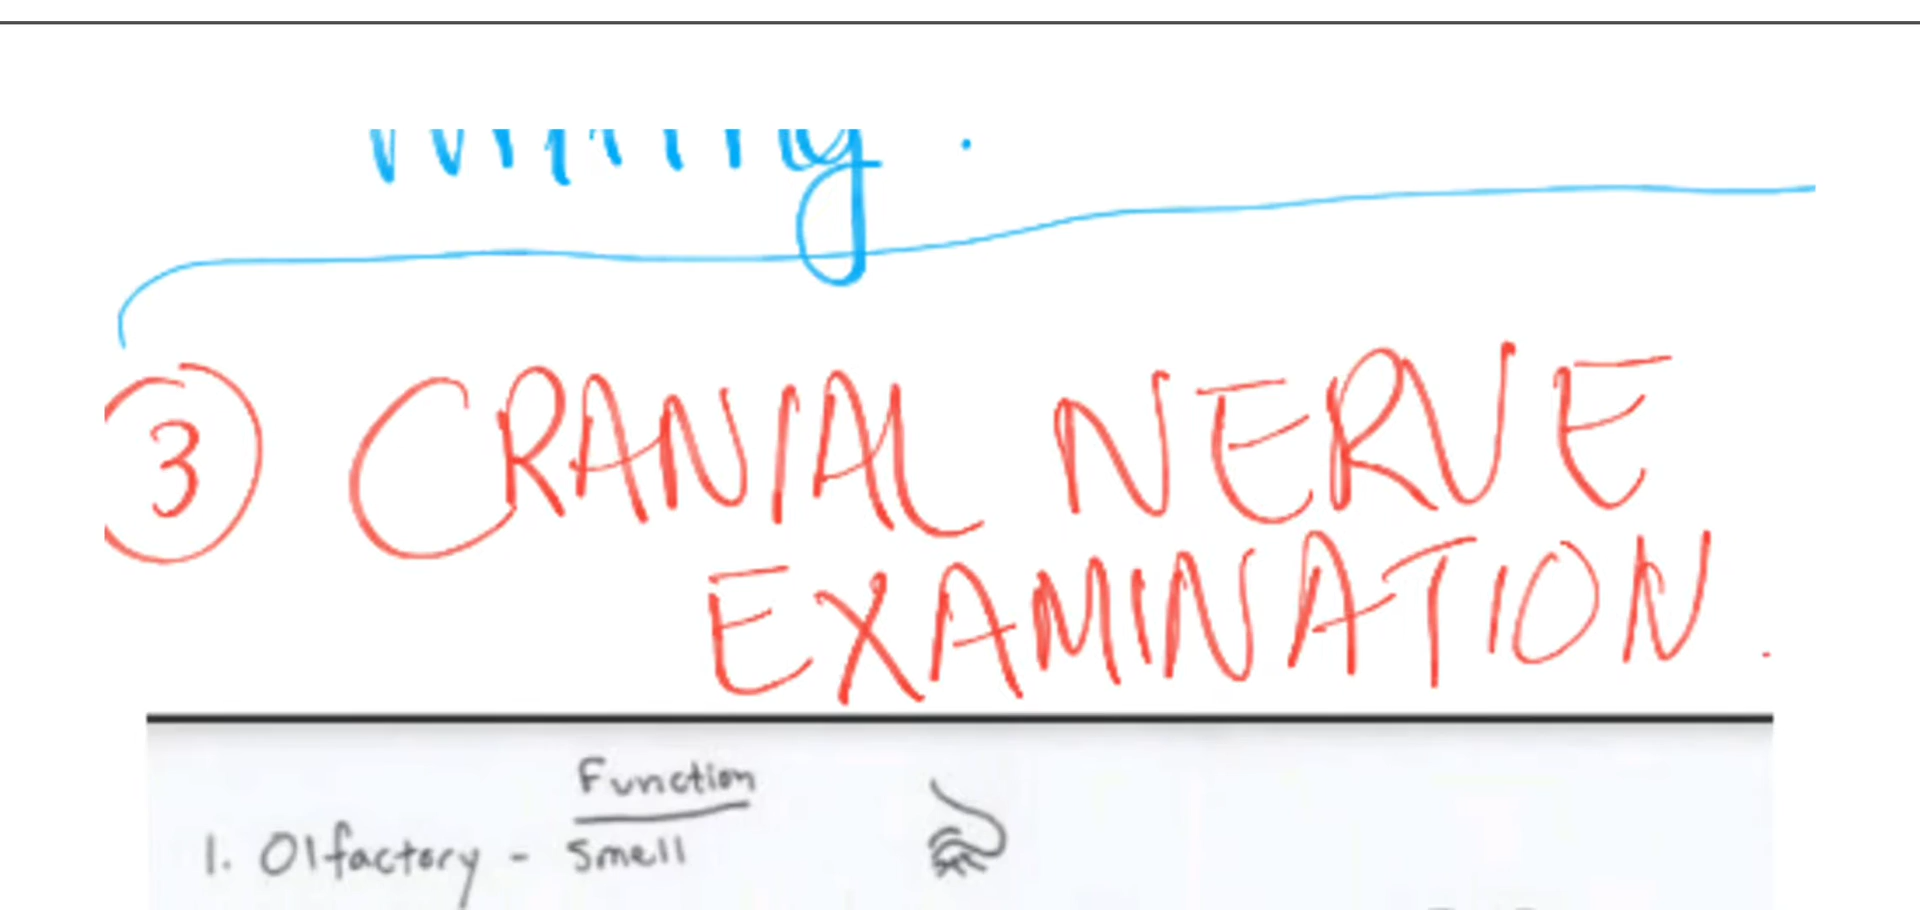 ③ CRANIAL NERVE
EXAMINATION.
Function
1. Olfactory - Smell